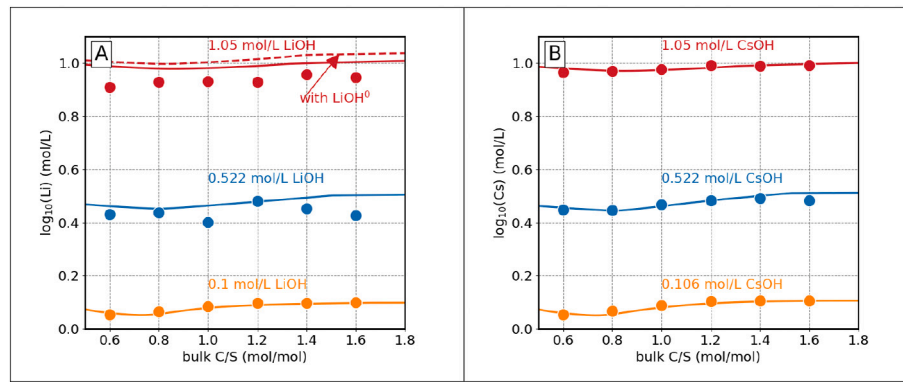 A
1.05 mol/L LiOH
with LiOH⁰
0.522 mol/L LiOH
0.1 mol/L LiOH
log₁₀(Li) (mol/L)
1.0
0.8
0.6
0.4
0.2
0.0
0.6 0.8 1.0 1.2 1.4 1.6 1.8
bulk C/S (mol/mol)
B
1.05 mol/L CsOH
0.522 mol/L CsOH
0.106 mol/L CsOH
log₁₀(Cs) (mol/L)
1.0
0.8
0.6
0.4
0.2
0.0
0.6 0.8 1.0 1.2 1.4 1.6 1.8
bulk C/S (mol/mol)